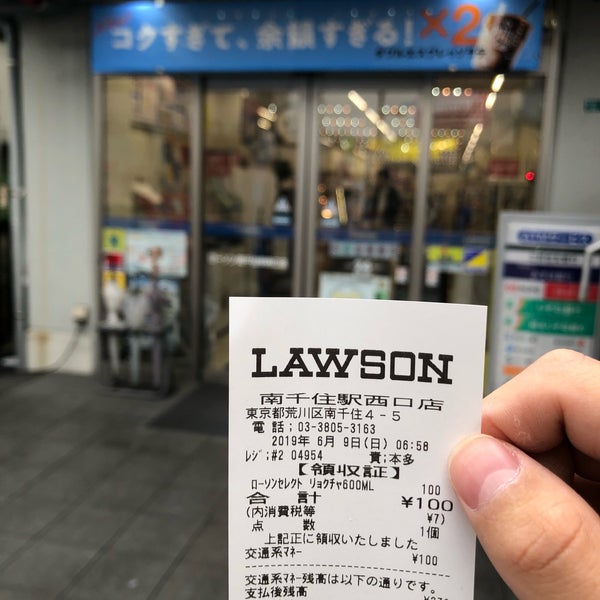 コクすぎて、余韻すぎる!
×2
LAWSON
南千住駅西口店
東京都荒川区南千住4-5
電話;03-3805-3163
2019年 6月 9日(日) 06:58
レジ;#2 04954 責;本多
【領収証】
ローソンセレクト リョクチャ600ML 100
合 計 ¥100
(内消費税等 ¥7)
点 数 1個
上記正に領収いたしました
交通系マネー ¥100
交通系マネー残高は以下の通りです。
支払後残高